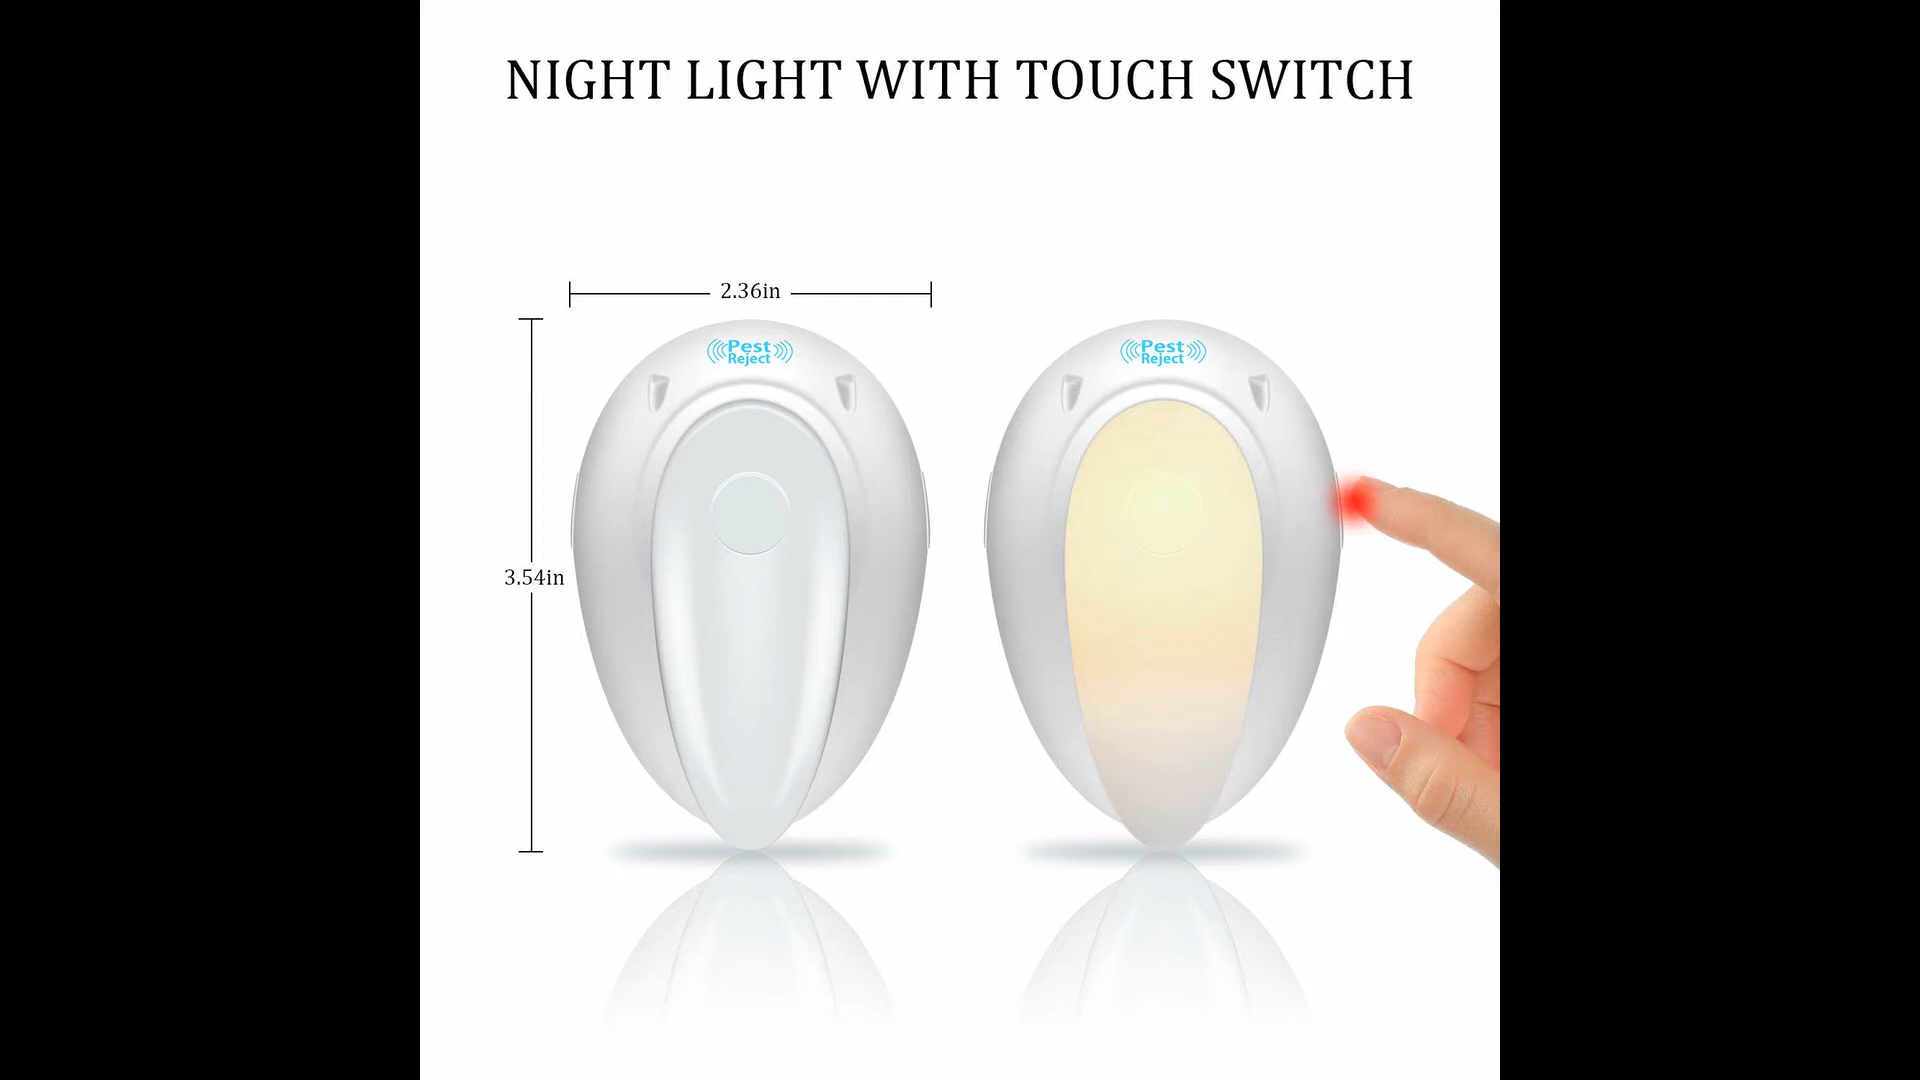 NIGHT LIGHT WITH TOUCH SWITCH
2.36in
Pest
Reject
Pest
Reject
3.54in